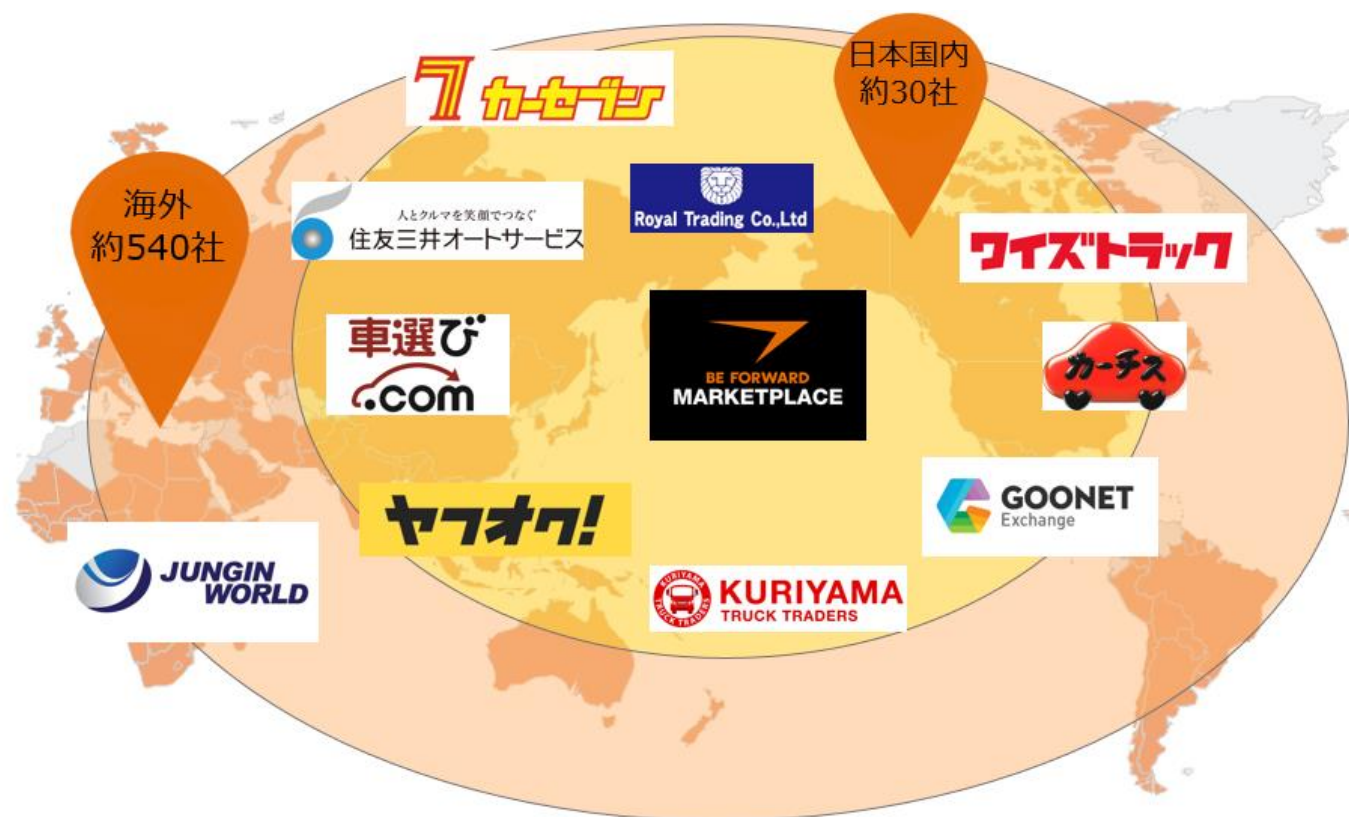 日本国内
約30社
7 カーセブン
海外
約540社
人とクルマを笑顔でつなぐ
住友三井オートサービス
Royal Trading Co.,Ltd
ワイズトラック
車選び
.com
BE FORWARD
MARKETPLACE
カーチス
ヤフオク!
GOONET
Exchange
JUNGIN
WORLD
KURIYAMA
TRUCK TRADERS
KURIYAMA
TRUCK TRADERS